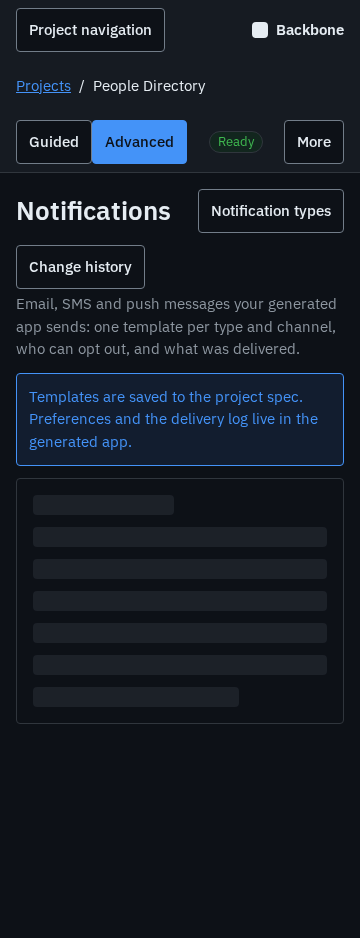 Project navigation
Backbone
Projects / People Directory
Guided Advanced Ready More
Notifications
Notification types
Change history
Email, SMS and push messages your generated
app sends: one template per type and channel,
who can opt out, and what was delivered.
Templates are saved to the project spec.
Preferences and the delivery log live in the
generated app.